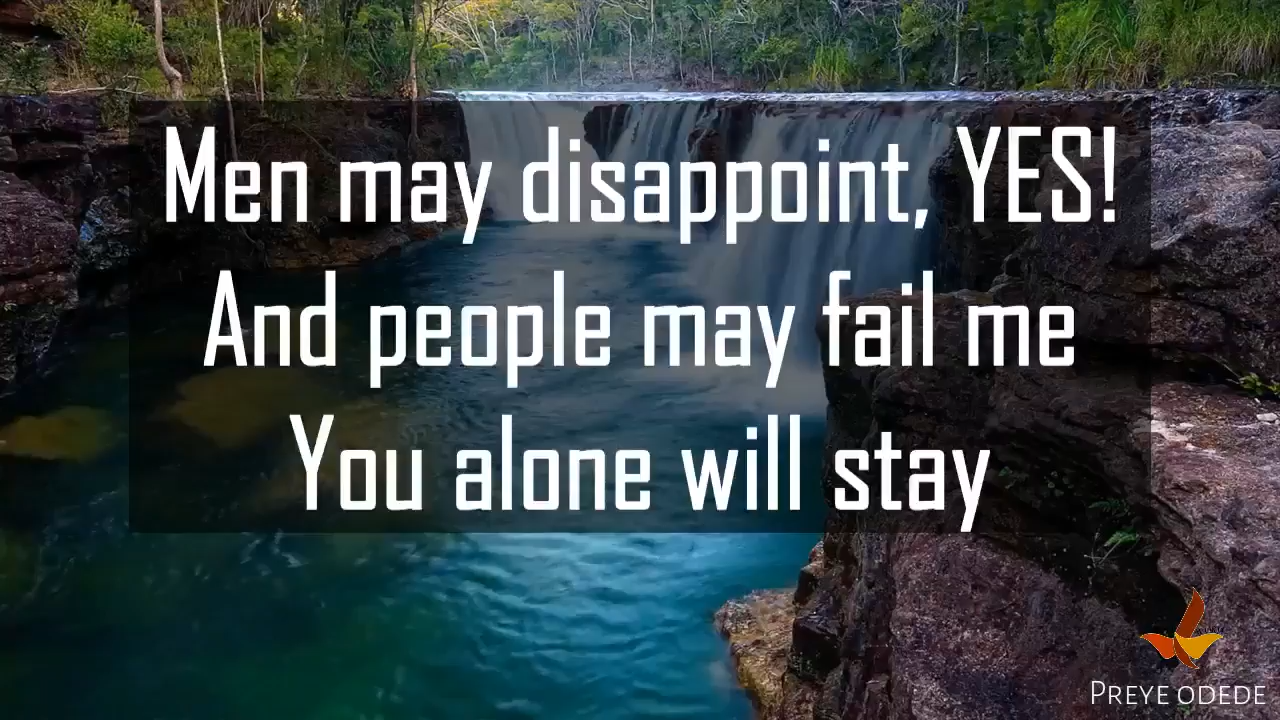 Men may disappoint, YES!
And people may fail me
You alone will stay
PREYE ODEDE